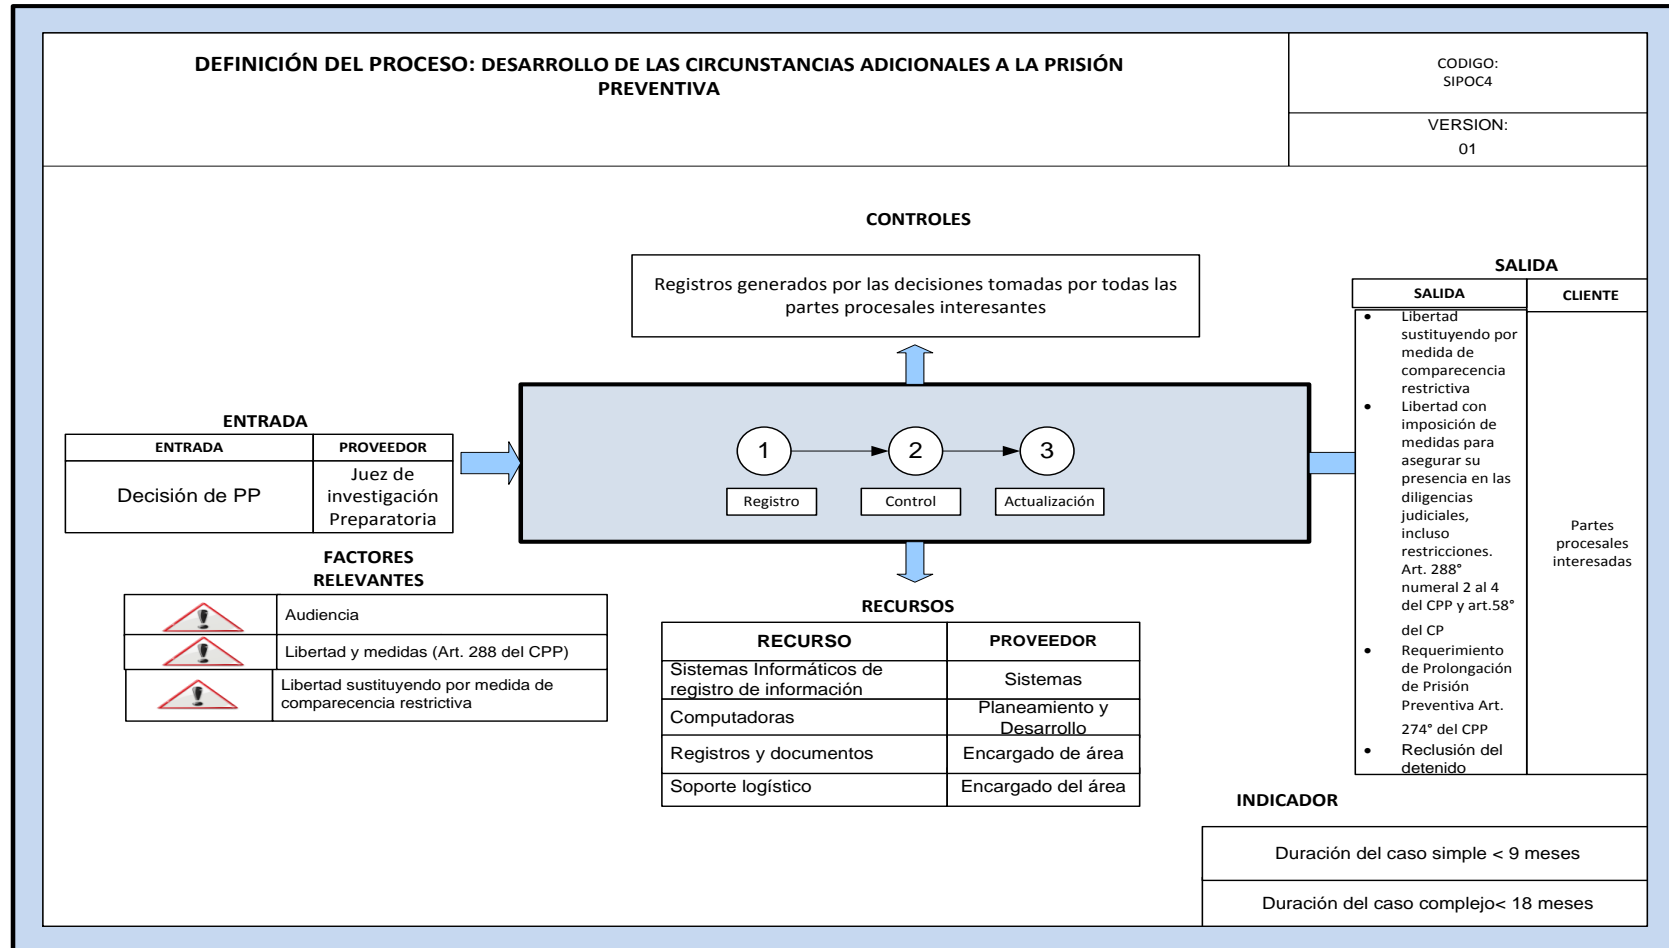 DEFINICIÓN DEL PROCESO: DESARROLLO DE LAS CIRCUNSTANCIAS ADICIONALES A LA PRISIÓN
PREVENTIVA
CODIGO:
SIPOC4
VERSION:
01
CONTROLES
Registros generados por las decisiones tomadas por todas las
partes procesales interesantes
ENTRADA
ENTRADA
PROVEEDOR
Decisión de PP
Juez de
investigación
Preparatoria
1
2
3
Registro
Control
Actualización
FACTORES
RELEVANTES
Audiencia
Libertad y medidas (Art. 288 del CPP)
Libertad sustituyendo por medida de
comparecencia restrictiva
RECURSOS
RECURSO
PROVEEDOR
Sistemas Informáticos de
registro de información
Sistemas
Computadoras
Planeamiento y
Desarrollo
Registros y documentos
Encargado de área
Soporte logístico
Encargado del área
SALIDA
SALIDA
CLIENTE
• Libertad
sustituyendo por
medida de
comparecencia
restrictiva
• Libertad con
imposición de
medidas para
asegurar su
presencia en las
diligencias
judiciales,
incluso
restricciones.
Art. 288°
numeral 2 al 4
del CPP y art.58°
del CP
• Requerimiento
de Prolongación
de Prisión
Preventiva Art.
274° del CPP
• Reclusión del
detenido
Partes
procesales
interesadas
INDICADOR
Duración del caso simple < 9 meses
Duración del caso complejo< 18 meses